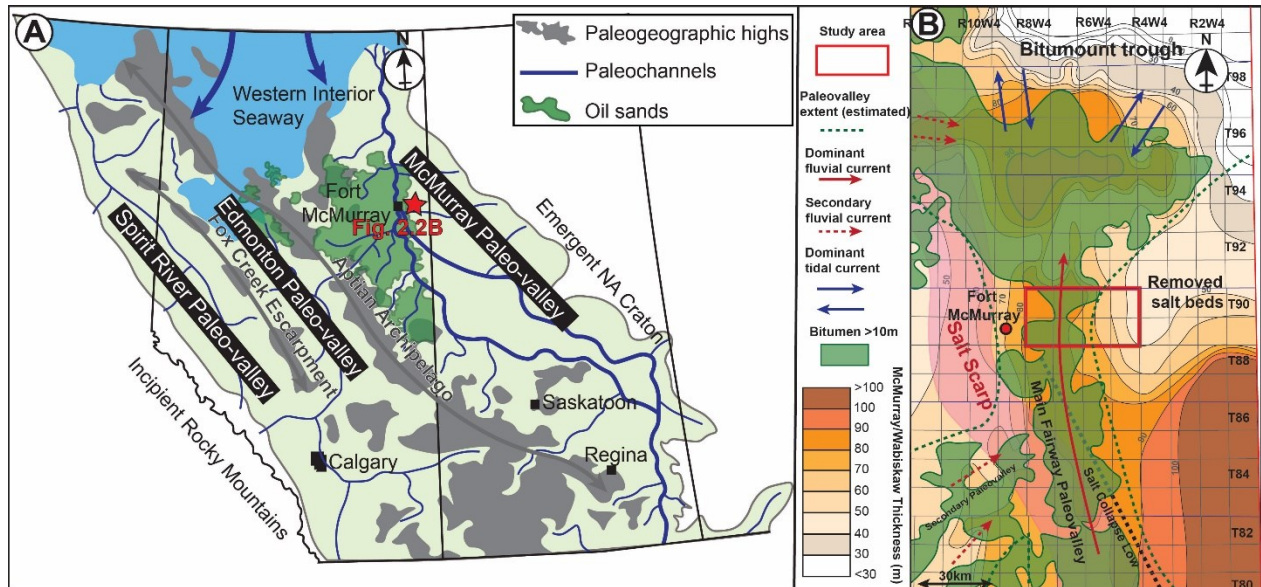 A
N
Paleogeographic highs
Paleochannels
Oil sands
Western Interior
Seaway
Fort
McMurray
Fig. 2.2B
McMurray Paleo-valley
Emergent NA Craton
Spirit River Paleo-valley
Edmonton Paleo-valley
Fox Creek Escarpment
Aptian Archipelago
Incipient Rocky Mountains
Saskatoon
Regina
Calgary
Study area
Paleovalley
extent (estimated)
Dominant
fluvial current
Secondary
fluvial current
Dominant
tidal current
Bitumen >10m
McMurray/Wabiskaw Thickness (m)
>100
100
90
80
70
60
50
40
30
<30
B
R10W4
R8W4
R6W4
R4W4
R2W4
N
Bitumount trough
T98
T96
T94
T92
T90
T88
T86
T84
T82
T80
Removed
salt beds
Fort
McMurray
Salt Scarp
Main Fairway Paleovalley
Salt Collapse Low
Secondary Paleovalley
30km